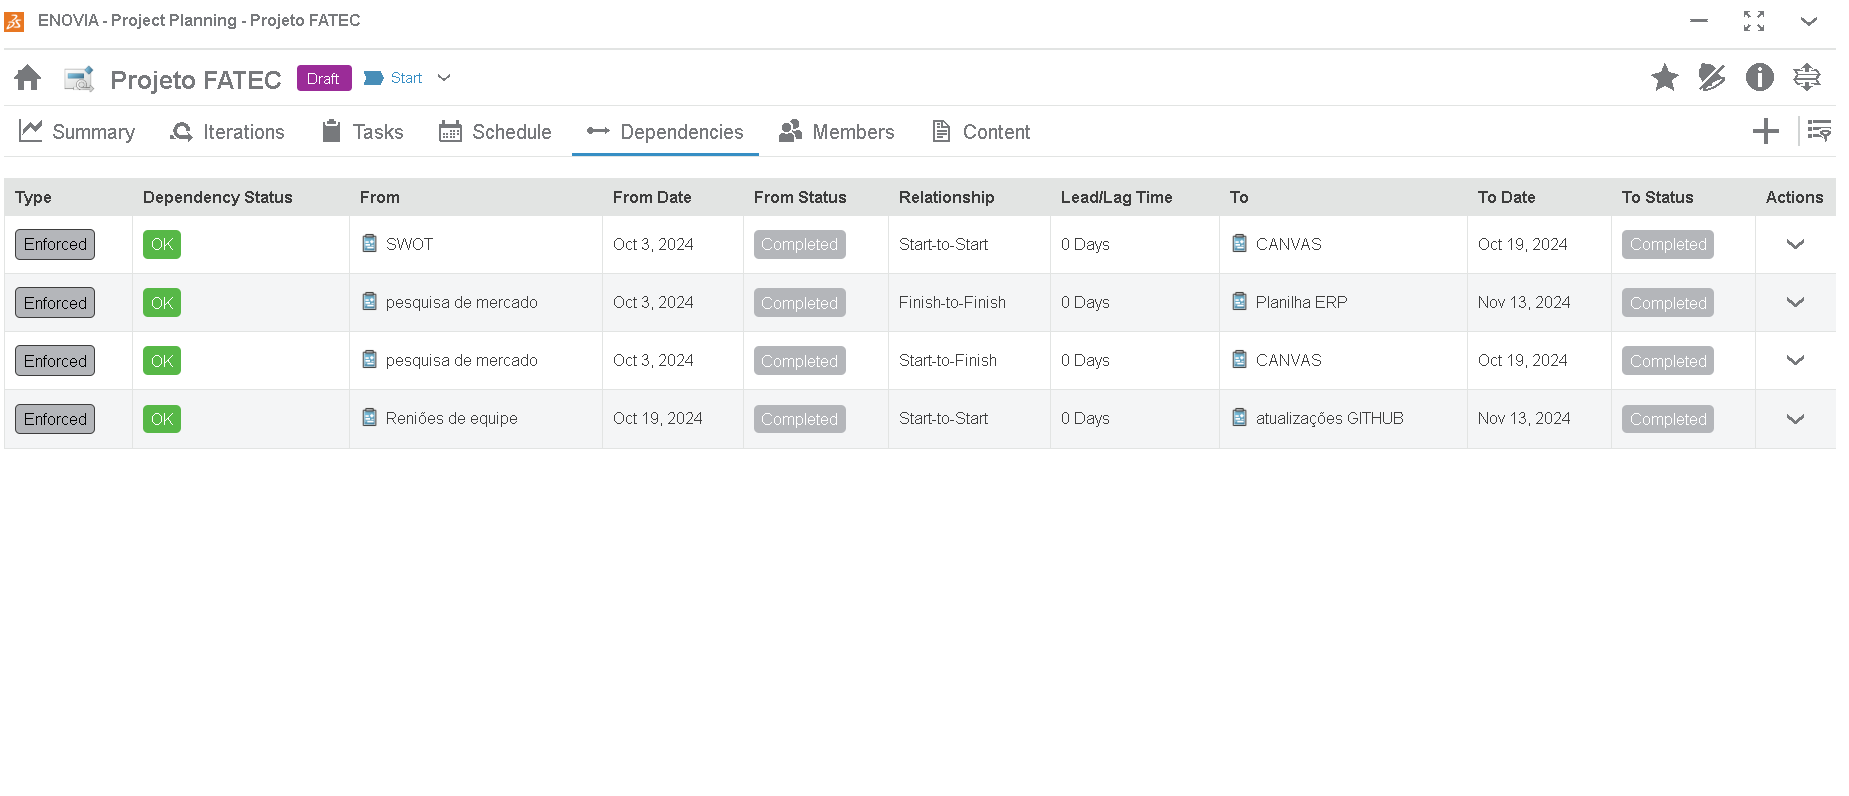 ENOVIA - Project Planning - Projeto FATEC
Projeto FATEC Draft Start
Summary Iterations Tasks Schedule Dependencies Members Content
Type Dependency Status From From Date From Status Relationship Lead/Lag Time To To Date To Status Actions
Enforced OK SWOT Oct 3, 2024 Completed Start-to-Start 0 Days CANVAS Oct 19, 2024 Completed
Enforced OK pesquisa de mercado Oct 3, 2024 Completed Finish-to-Finish 0 Days Planilha ERP Nov 13, 2024 Completed
Enforced OK pesquisa de mercado Oct 3, 2024 Completed Start-to-Finish 0 Days CANVAS Oct 19, 2024 Completed
Enforced OK Reniões de equipe Oct 19, 2024 Completed Start-to-Start 0 Days atualizações GITHUB Nov 13, 2024 Completed